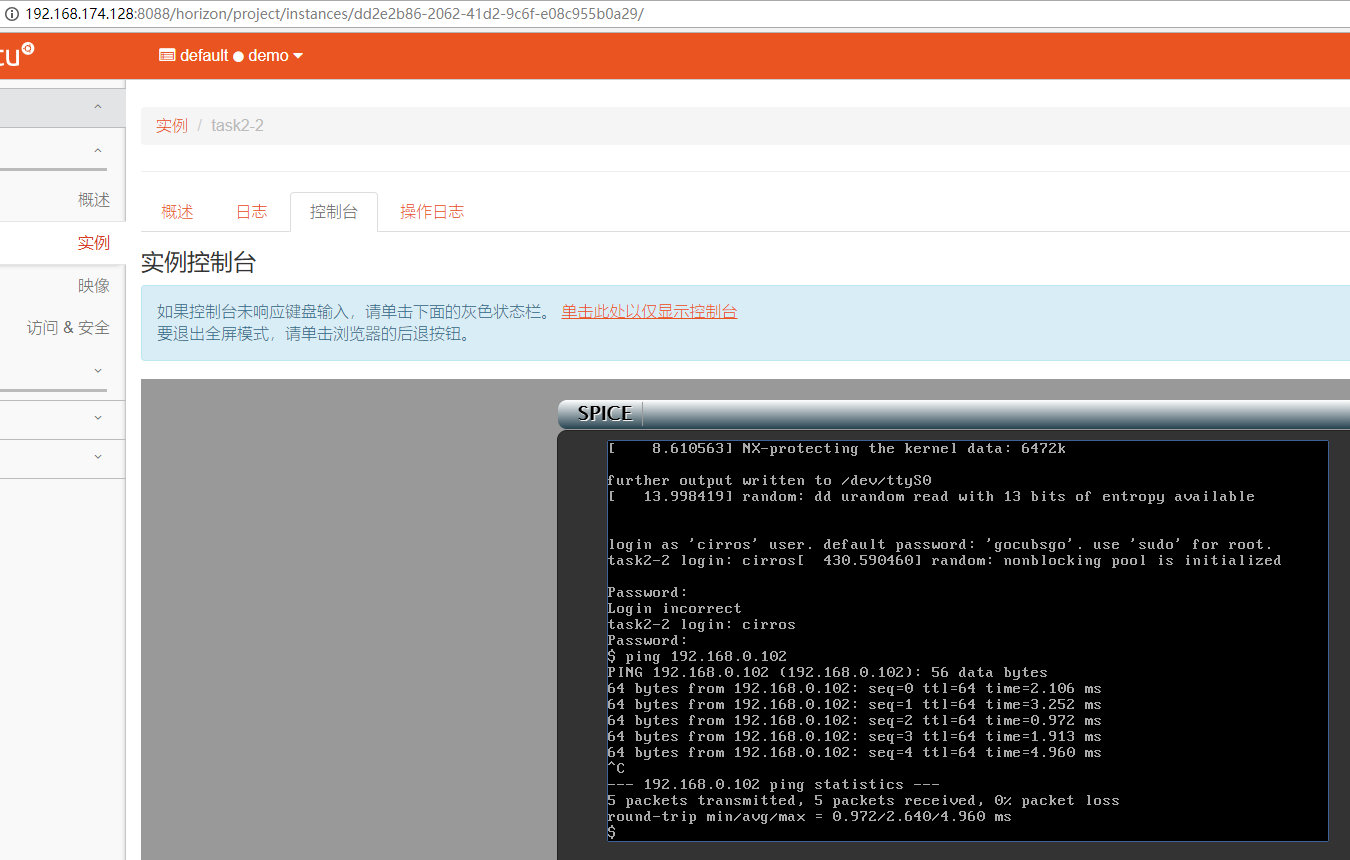 192.168.174.128:8088/horizon/project/instances/dd2e2b86-2062-41d2-9c6f-e08c955b0a29/
default ● demo
实例 / task2-2
概述
实例
映像
访问 & 安全
概述 日志 控制台 操作日志
实例控制台
如果控制台未响应键盘输入，请单击下面的灰色状态栏。 单击此处以仅显示控制台
要退出全屏模式，请单击浏览器的后退按钮。
SPICE
[    8.610563] NX-protecting the kernel data: 6472k
further output written to /dev/ttyS0
[   13.998419] random: dd urandom read with 13 bits of entropy available
login as 'cirros' user. default password: 'gocubsgo'. use 'sudo' for root.
task2-2 login: cirros[  430.590460] random: nonblocking pool is initialized
Password:
Login incorrect
task2-2 login: cirros
Password:
$ ping 192.168.0.102
PING 192.168.0.102 (192.168.0.102): 56 data bytes
64 bytes from 192.168.0.102: seq=0 ttl=64 time=2.106 ms
64 bytes from 192.168.0.102: seq=1 ttl=64 time=3.252 ms
64 bytes from 192.168.0.102: seq=2 ttl=64 time=0.972 ms
64 bytes from 192.168.0.102: seq=3 ttl=64 time=1.913 ms
64 bytes from 192.168.0.102: seq=4 ttl=64 time=4.960 ms
^C
--- 192.168.0.102 ping statistics ---
5 packets transmitted, 5 packets received, 0% packet loss
round-trip min/avg/max = 0.972/2.640/4.960 ms
$